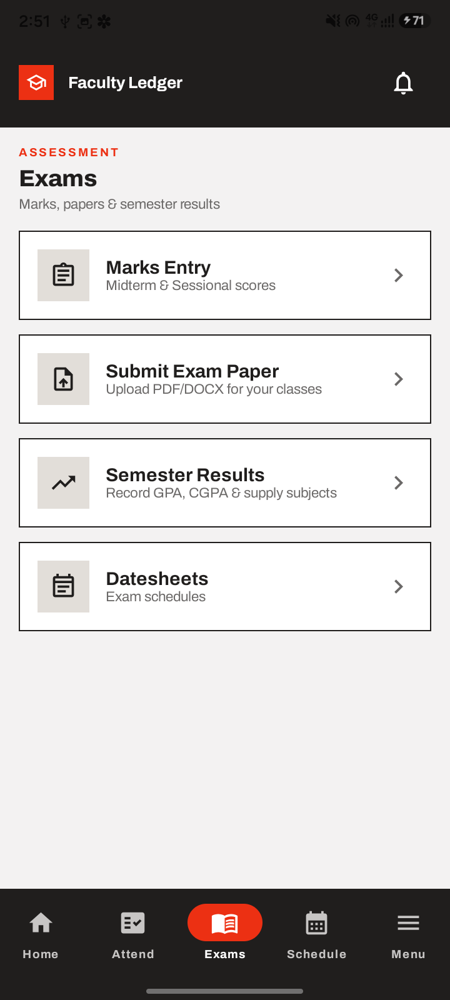 2:51
4G
71
Faculty Ledger
ASSESSMENT
Exams
Marks, papers & semester results
Marks Entry
Midterm & Sessional scores
Submit Exam Paper
Upload PDF/DOCX for your classes
Semester Results
Record GPA, CGPA & supply subjects
Datesheets
Exam schedules
Home Attend Exams Schedule Menu